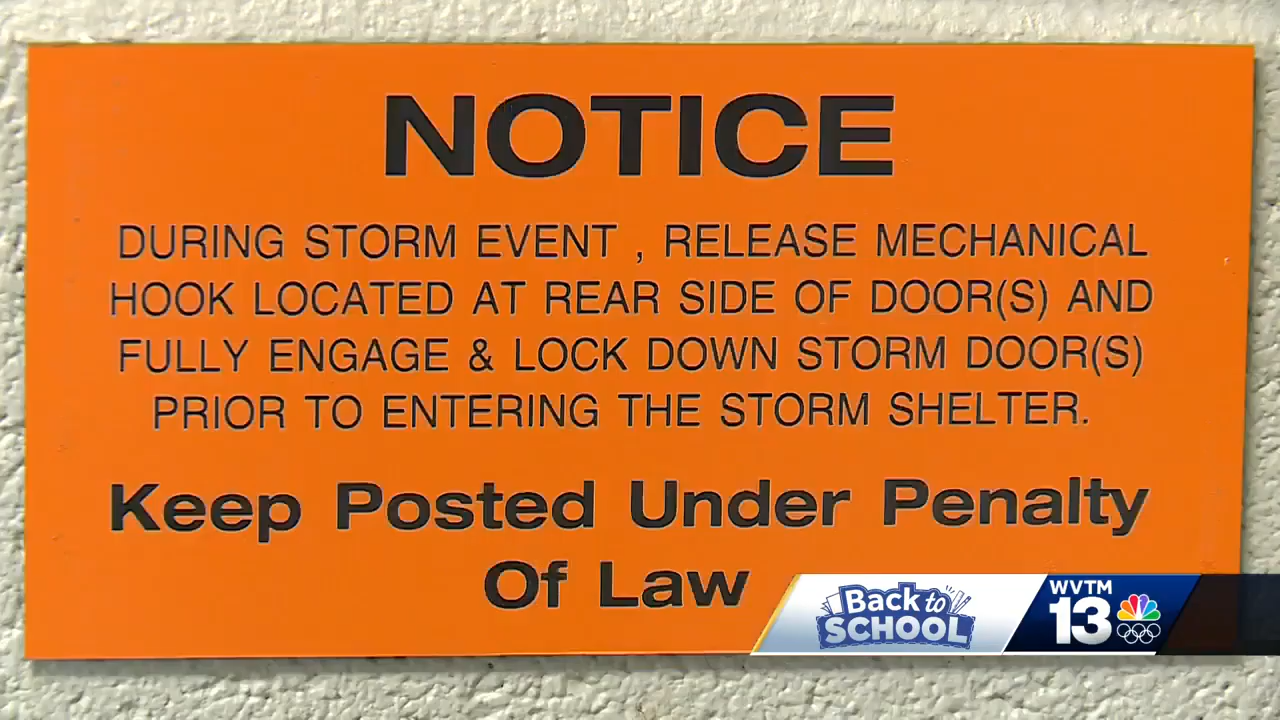 NOTICE
DURING STORM EVENT , RELEASE MECHANICAL
HOOK LOCATED AT REAR SIDE OF DOOR(S) AND
FULLY ENGAGE & LOCK DOWN STORM DOOR(S)
PRIOR TO ENTERING THE STORM SHELTER.
Keep Posted Under Penalty
Of Law
Back to
SCHOOL
WVTM
13